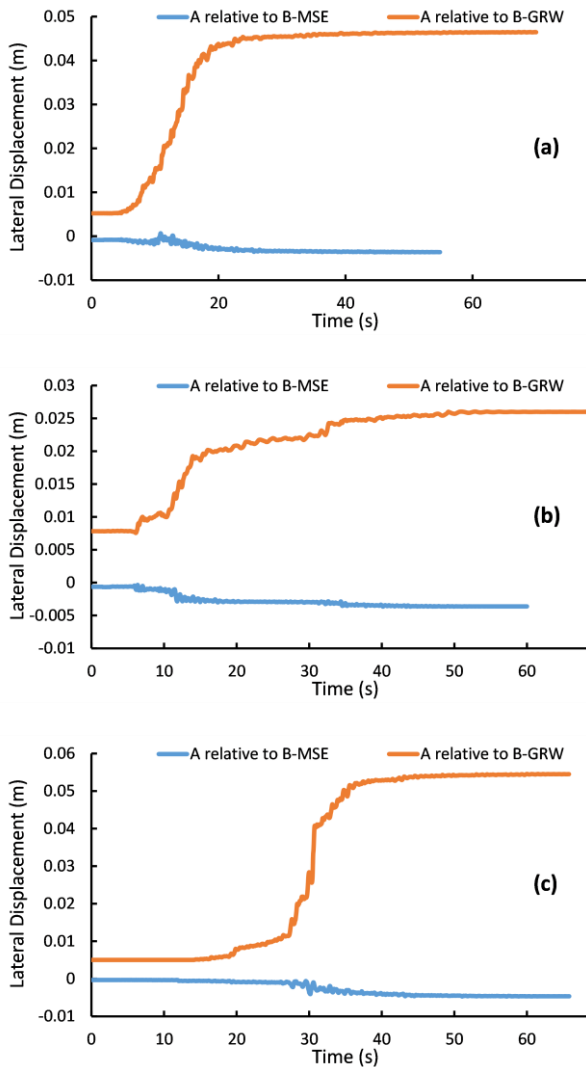 A relative to B-MSE A relative to B-GRW
0.05
0.04
0.03
0.02
0.01
0
-0.01
Lateral Displacement (m)
(a)
0 20 40 60
Time (s)
A relative to B-MSE A relative to B-GRW
0.03
0.025
0.02
0.015
0.01
0.005
0
-0.005
-0.01
Lateral Displacement (m)
(b)
0 10 20 30 40 50 60
Time (s)
A relative to B-MSE A relative to B-GRW
0.06
0.05
0.04
0.03
0.02
0.01
0
-0.01
Lateral Displacement (m)
(c)
0 10 20 30 40 50 60
Time (s)